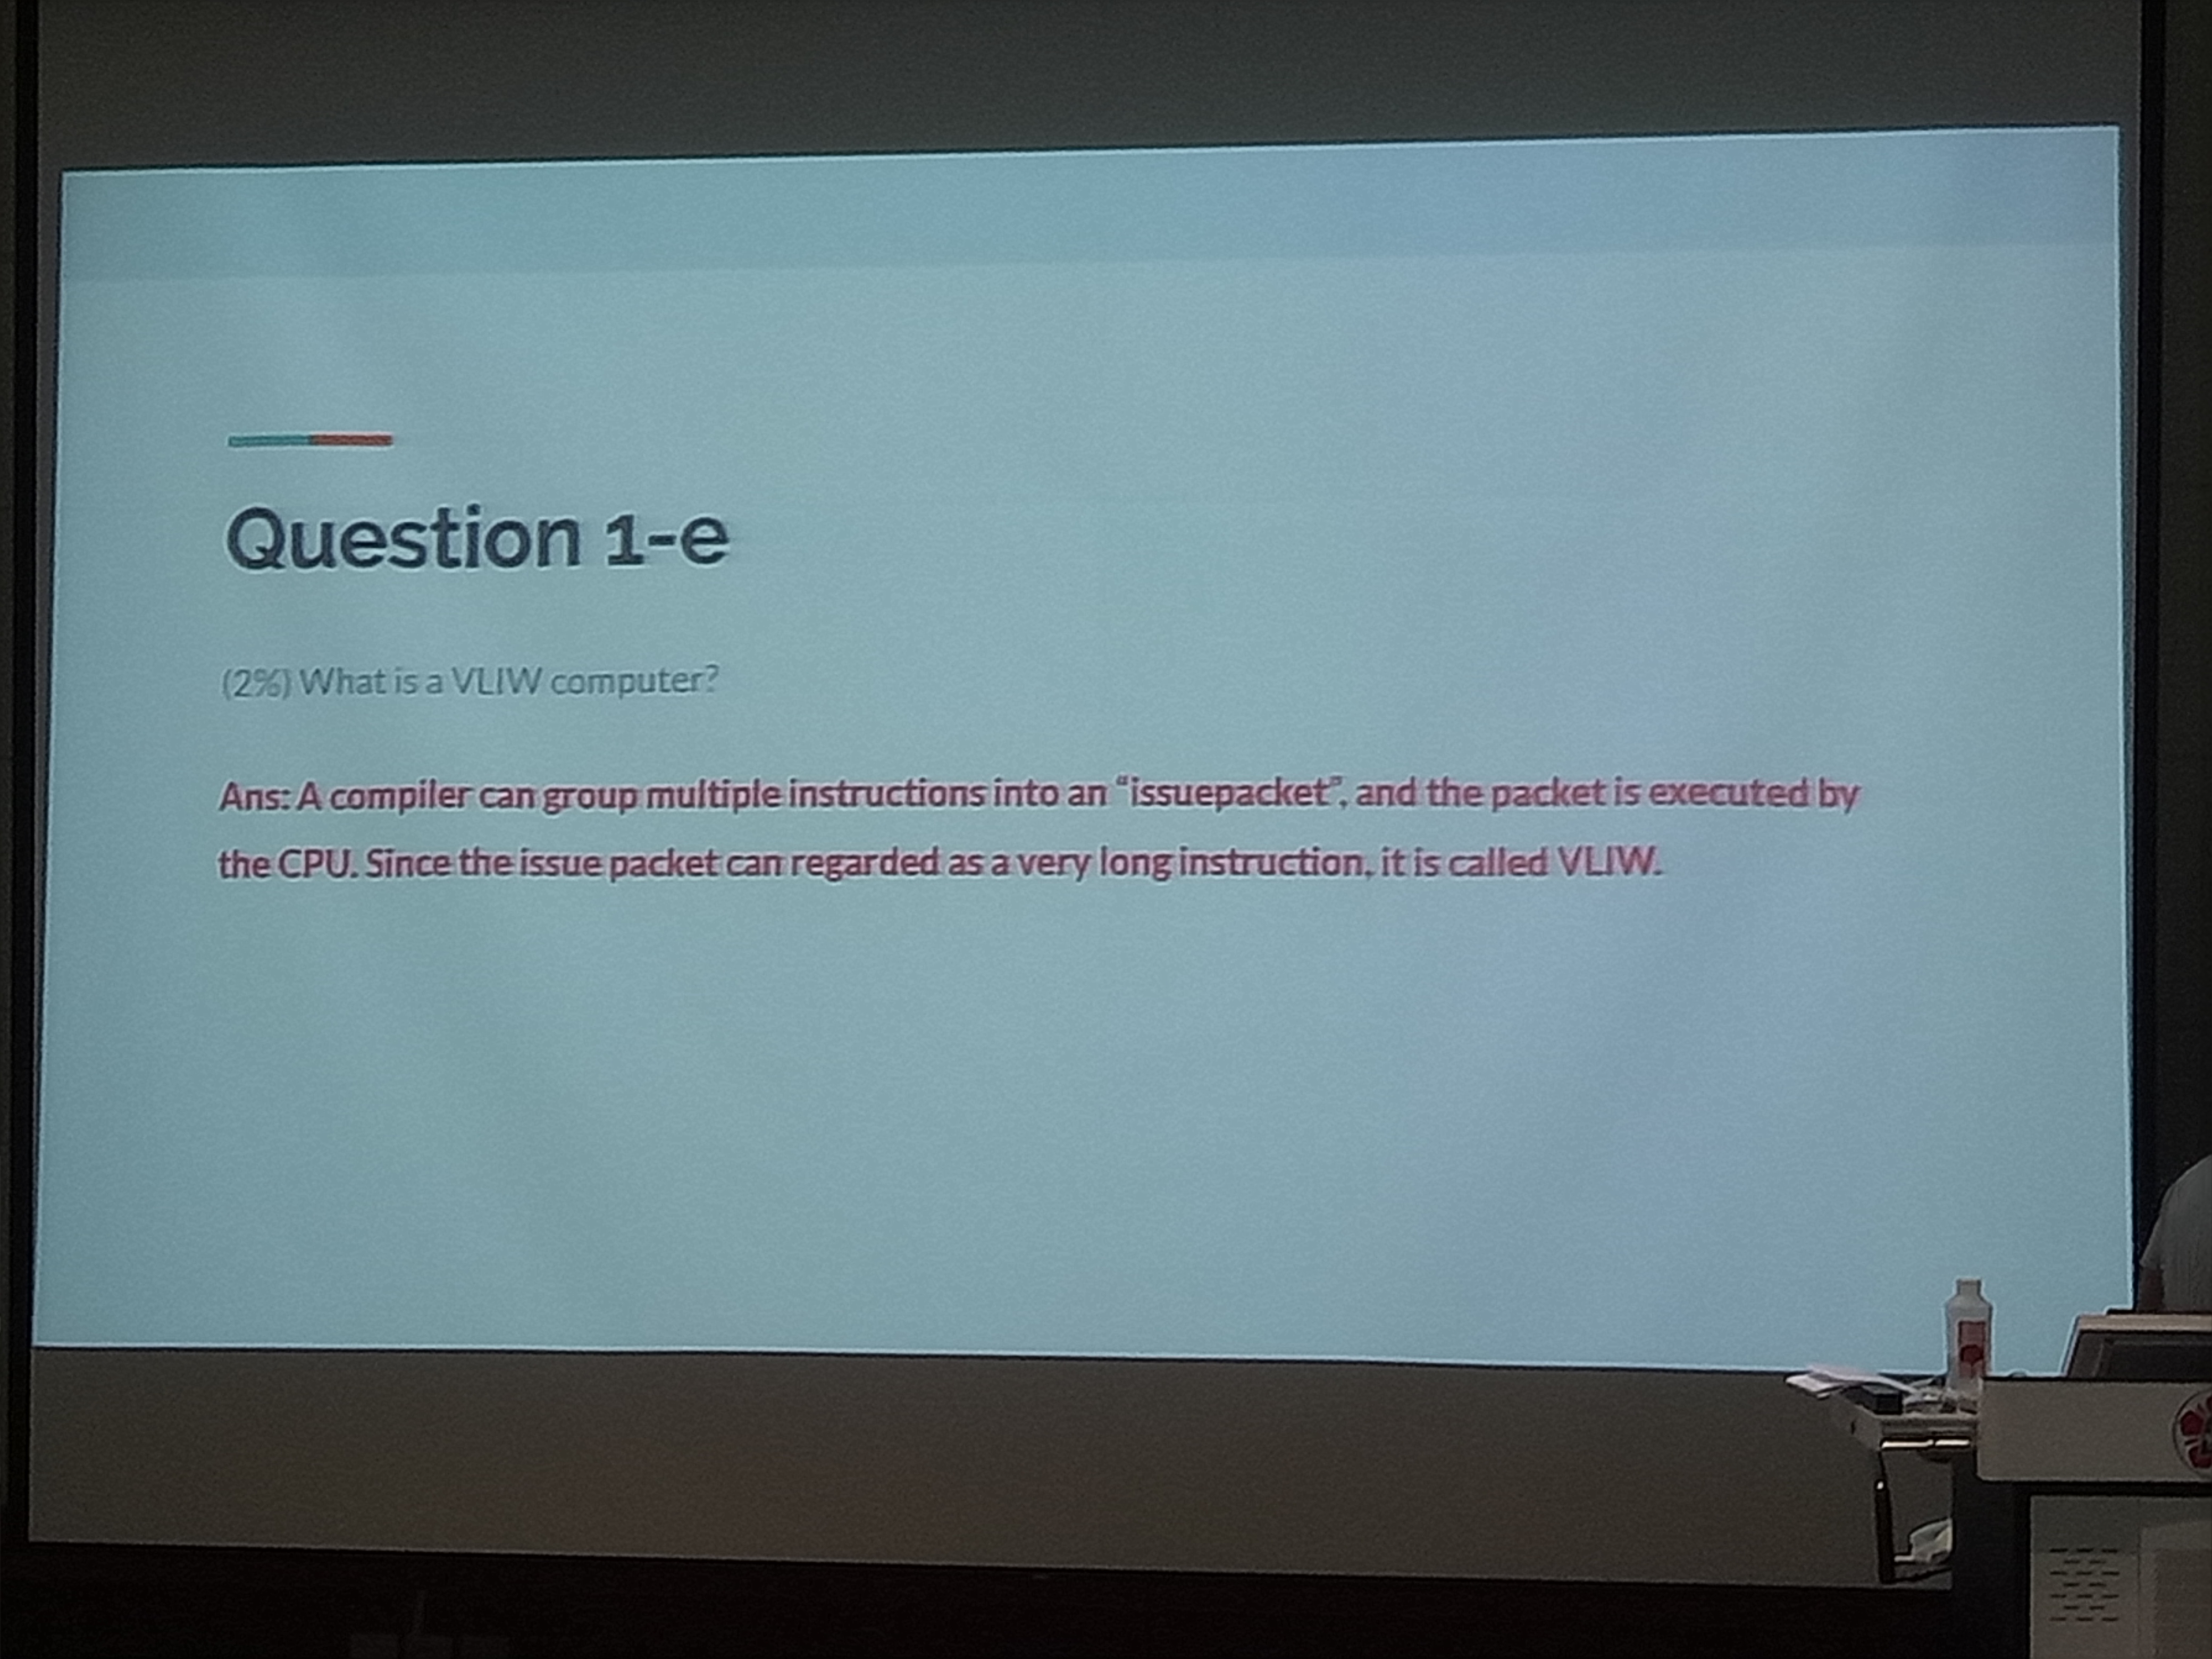 Question 1-e
(2%) What is a VLIW computer?
Ans: A compiler can group multiple instructions into an “issuepacket”, and the packet is executed by
the CPU. Since the issue packet can regarded as a very long instruction, it is called VLIW.